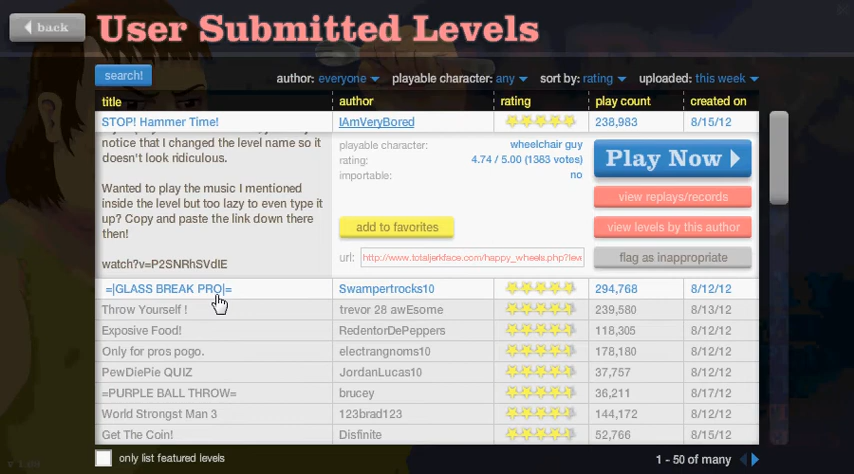 back
User Submitted Levels
search!
author: everyone playable character: any sort by: rating uploaded: this week
title author rating play count created on
STOP! Hammer Time! IAmVeryBored 238,983 8/15/12
notice that I changed the level name so it
doesn't look ridiculous.
Wanted to play the music I mentioned
inside the level but too lazy to even type it
up? Copy and paste the link down there
then!
watch?v=P2SNRhSVdIE
playable character: wheelchair guy
rating: 4.74 / 5.00 (1383 votes)
importable: no
add to favorites
url: http://www.totaljerkface.com/happy_wheels.php?lev
Play Now
view replays/records
view levels by this author
flag as inappropriate
=|GLASS BREAK PRO|= Swampertrocks10 294,768 8/12/12
Throw Yourself ! trevor 28 awEsome 239,580 8/13/12
Exposive Food! RedentorDePeppers 118,305 8/12/12
Only for pros pogo. electrangnoms10 178,180 8/12/12
PewDiePie QUIZ JordanLucas10 37,757 8/12/12
=PURPLE BALL THROW= brucey 36,211 8/17/12
World Strongst Man 3 123brad123 144,172 8/12/12
Get The Coin! Disfinite 52,766 8/15/12
only list featured levels
1 - 50 of many